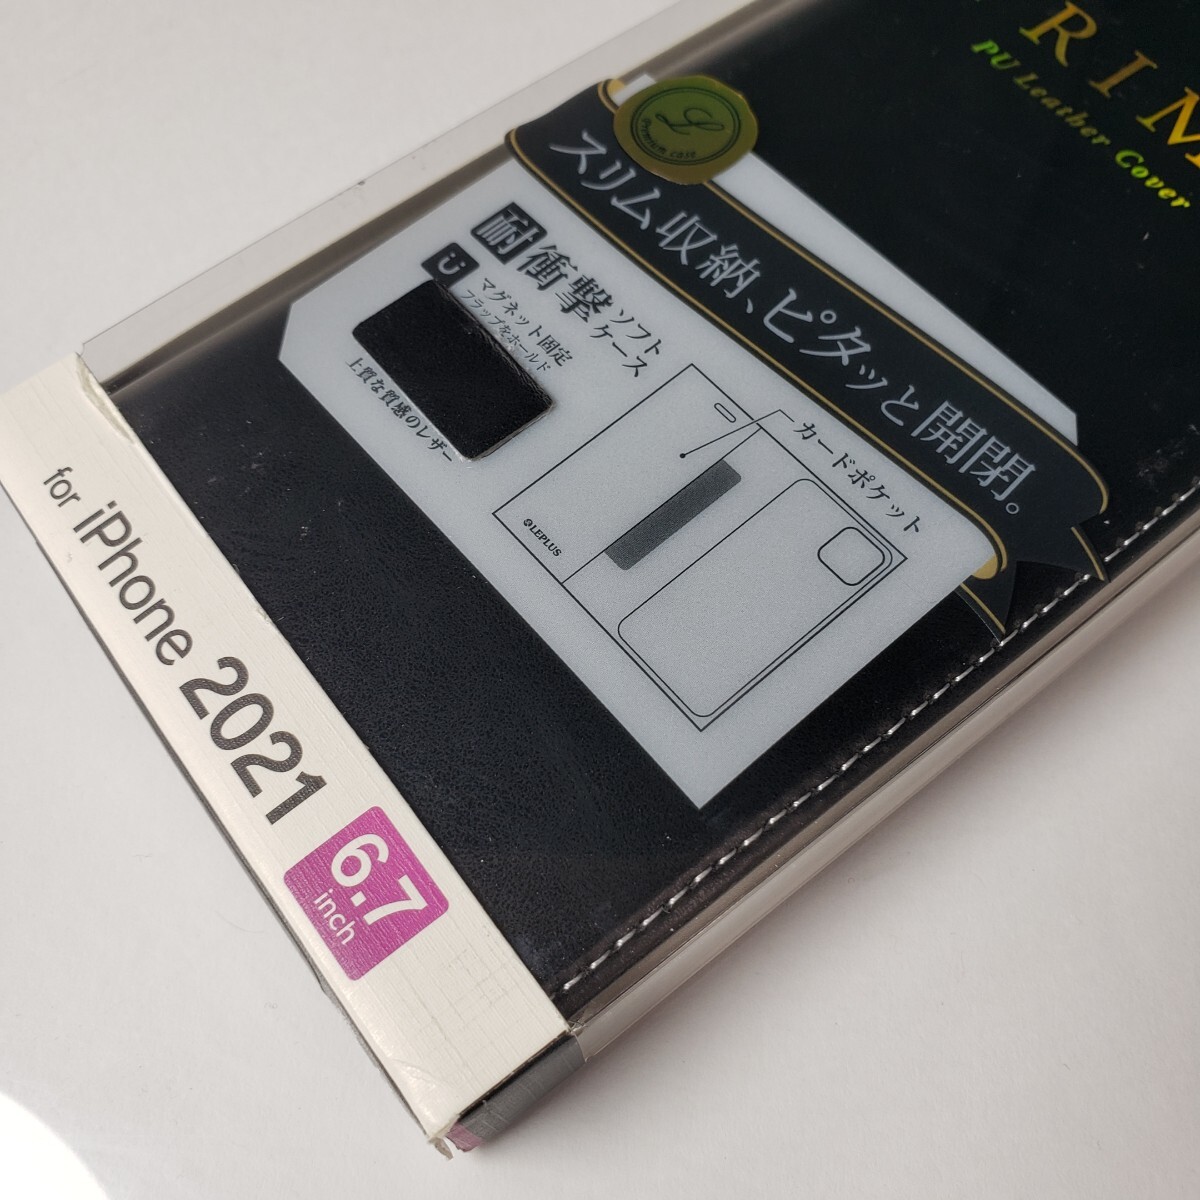 RIM
PU Leather Cover
L
Premium case
スリム収納、ピタッと開閉。
耐衝撃ソフトケース
マグネット固定
フラップをホールド
上質な質感のレザー
カードポケット
LEPLUS
for iPhone 2021
6.7
inch